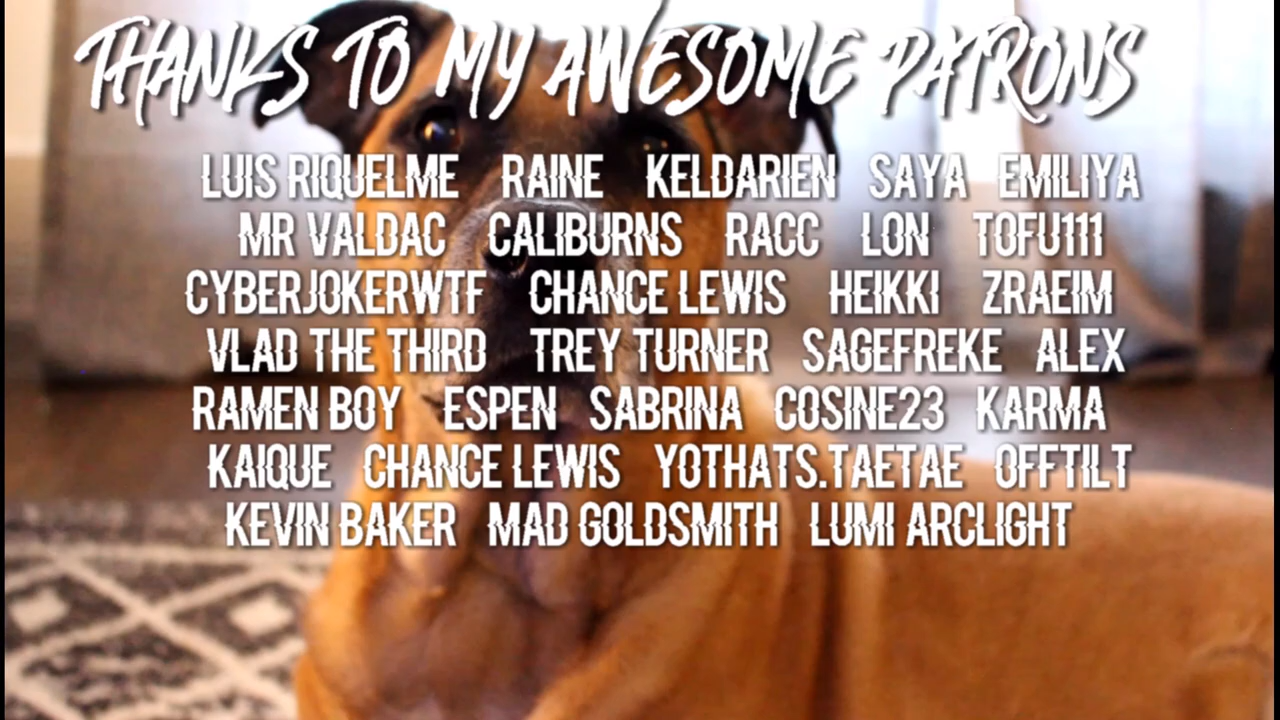 THANKS TO MY AWESOME PATRONS
LUIS RIQUELME RAINE KELDARIEN SAYA EMILIYA
MR VALDAC CALIBURNS RACC LON TOFU111
CYBERJOKERWTF CHANCE LEWIS HEIKKI ZRAEIM
VLAD THE THIRD TREY TURNER SAGEFREKE ALEX
RAMEN BOY ESPEN SABRINA COSINE23 KARMA
KAIQUE CHANCE LEWIS YOTHATS.TAETAE OFFTILT
KEVIN BAKER MAD GOLDSMITH LUMI ARCLIGHT